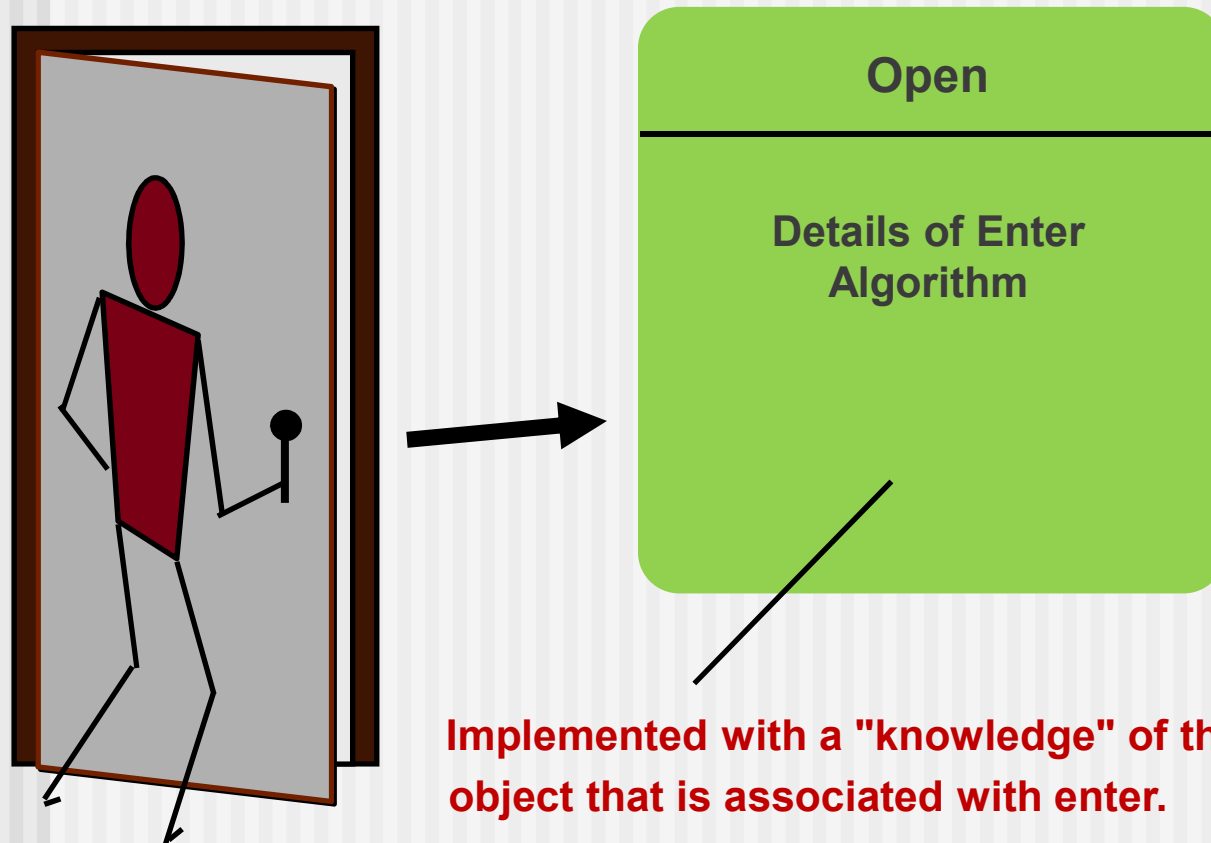 Open
Details of Enter
Algorithm
Implemented with a "knowledge" of
object that is associated with enter.